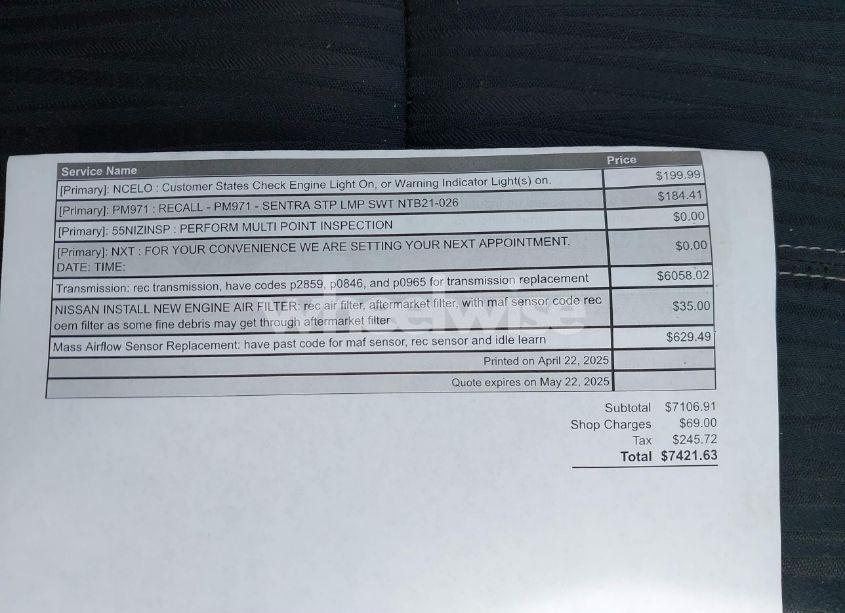 Service Name Price
[Primary]: NCELO : Customer States Check Engine Light On, or Warning Indicator Light(s) on. $199.99
[Primary]: PM971 : RECALL - PM971 - SENTRA STP LMP SWT NTB21-026 $184.41
[Primary]: 55NIZINSP : PERFORM MULTI POINT INSPECTION $0.00
[Primary]: NXT : FOR YOUR CONVENIENCE WE ARE SETTING YOUR NEXT APPOINTMENT. $0.00
DATE: TIME:
Transmission: rec transmission, have codes p2859, p0846, and p0965 for transmission replacement $6058.02
NISSAN INSTALL NEW ENGINE AIR FILTER: rec air filter, aftermarket filter, with maf sensor code rec $35.00
oem filter as some fine debris may get through aftermarket filter
Mass Airflow Sensor Replacement: have past code for maf sensor, rec sensor and idle learn $629.49
Printed on April 22, 2025
Quote expires on May 22, 2025
Subtotal $7106.91
Shop Charges $69.00
Tax $245.72
Total $7421.63
wheelwise